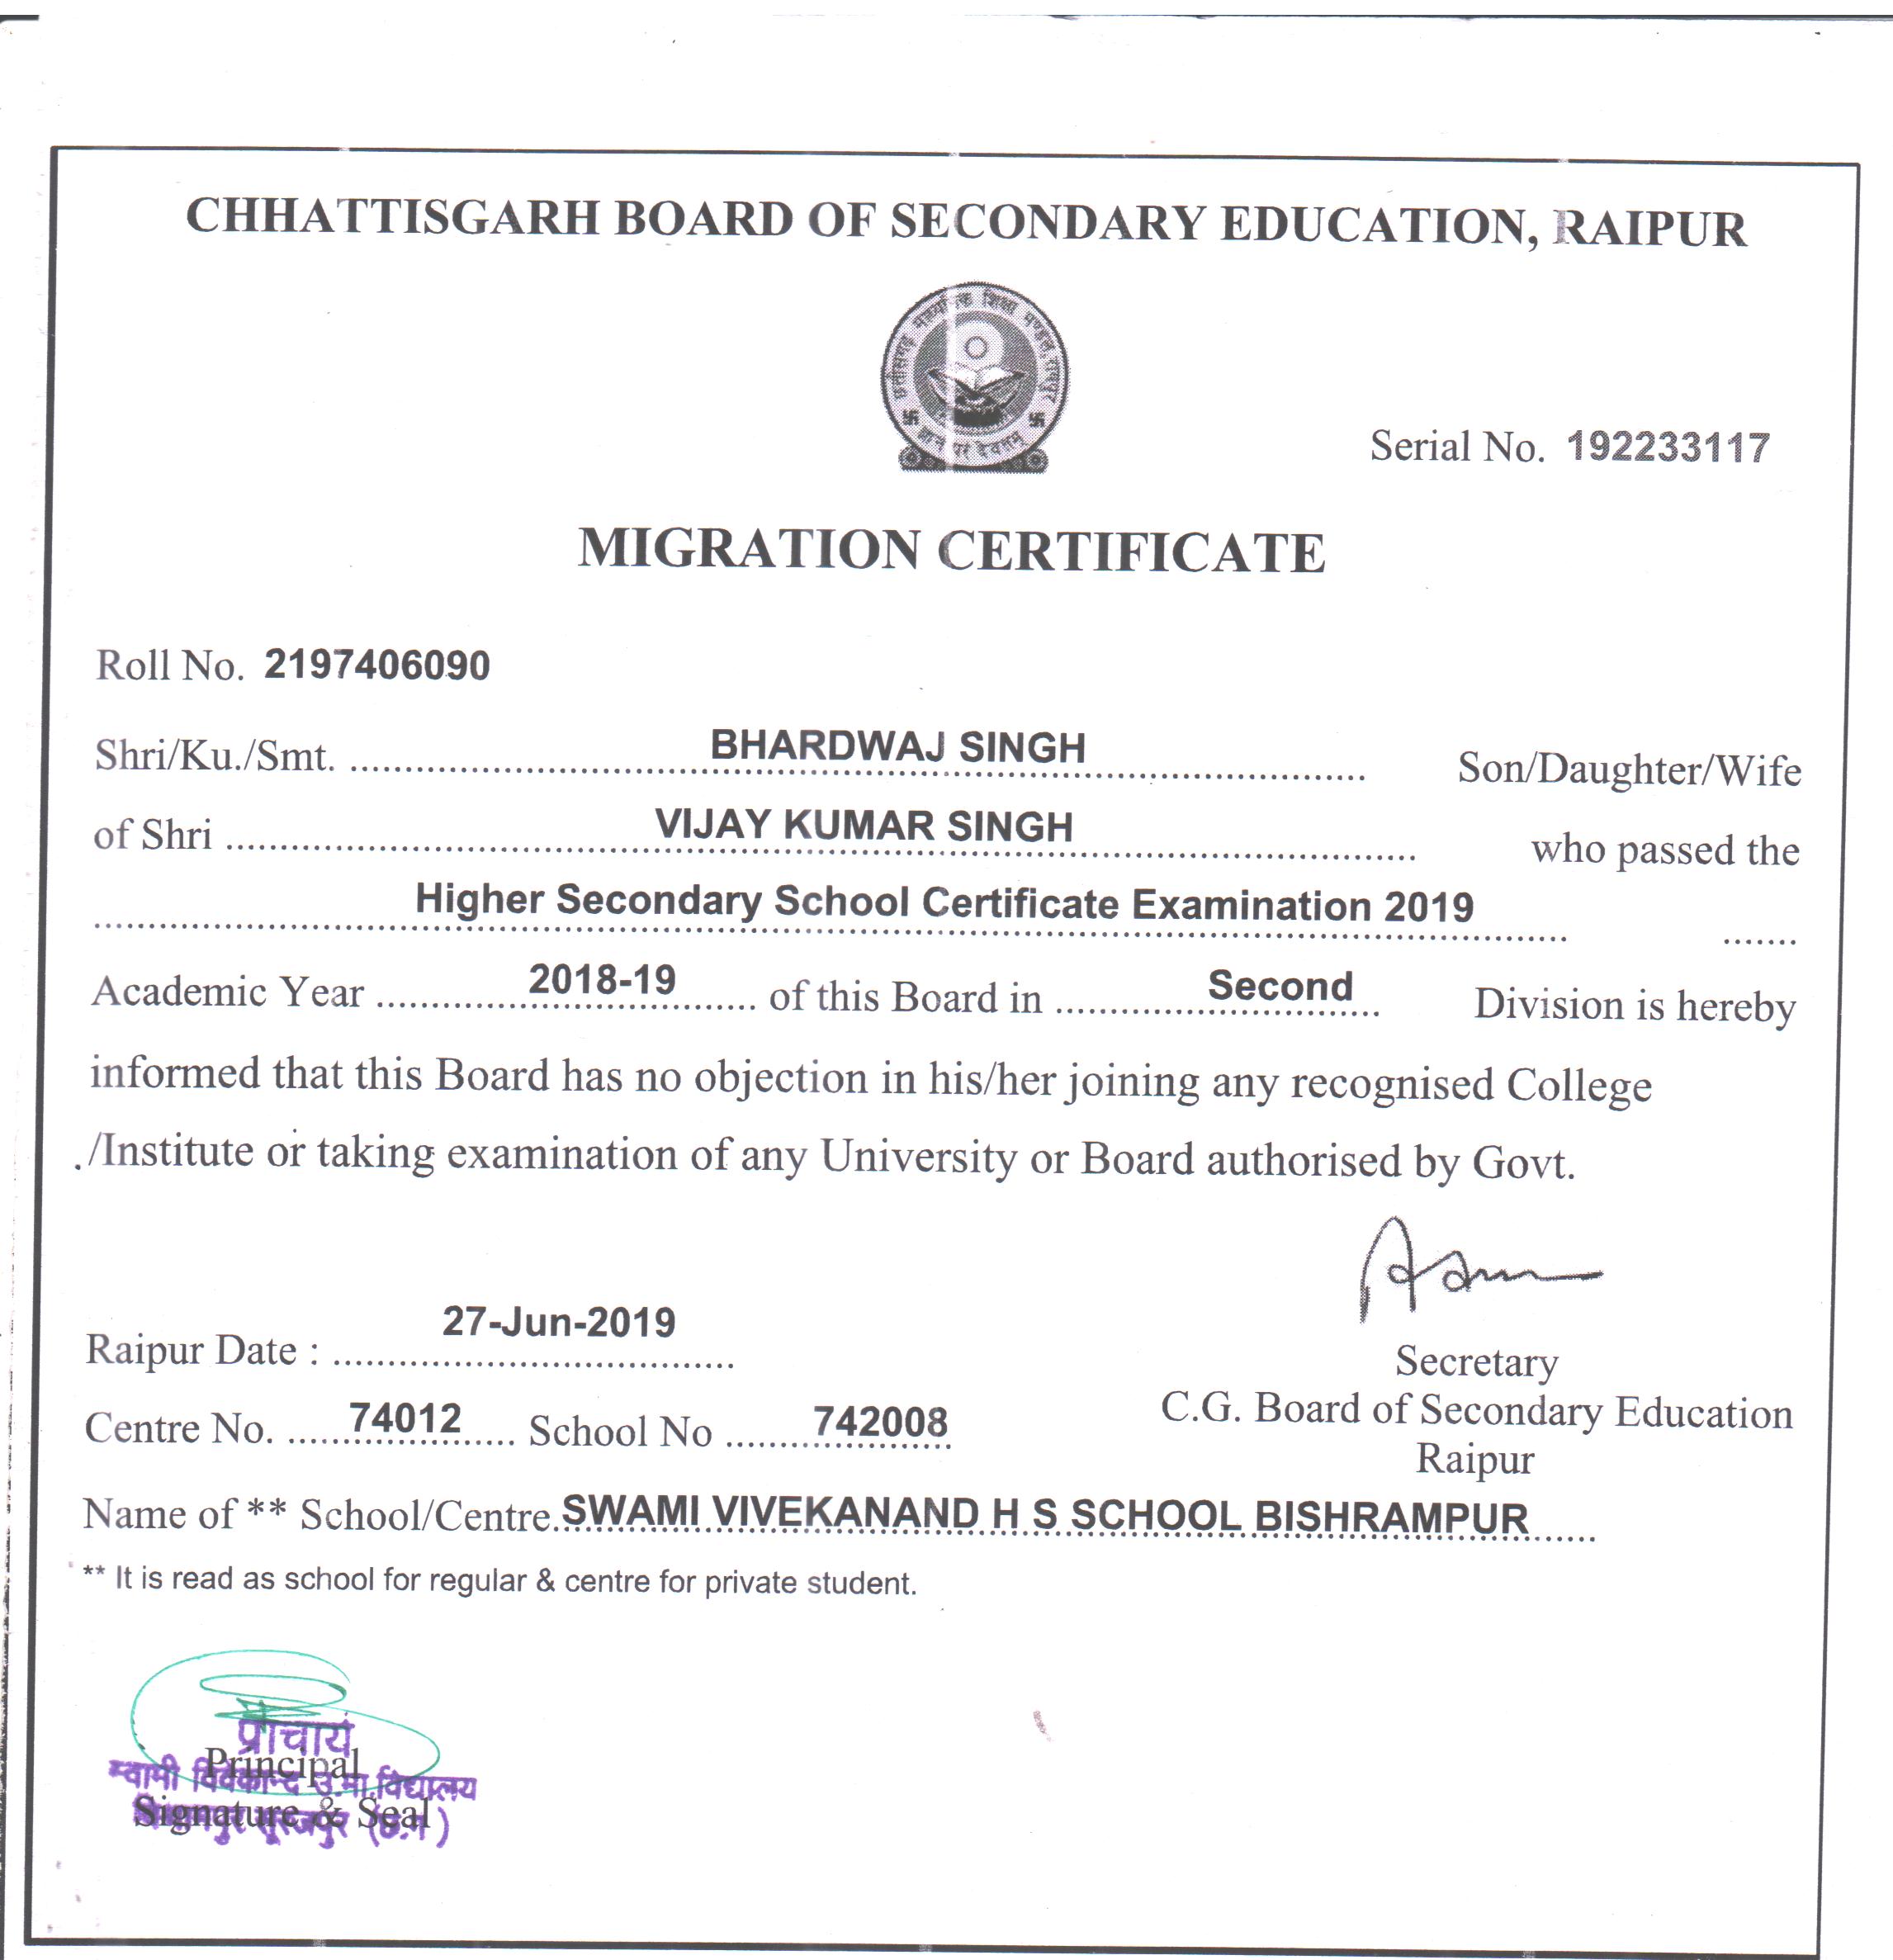 CHHATTISGARH BOARD OF SECONDARY EDUCATION, RAIPUR
छत्तीसगढ़ माध्यमिक शिक्षा मण्डल, रायपुर
Serial No. 192233117
MIGRATION CERTIFICATE
Roll No. 2197406090
Shri/Ku./Smt. BHARDWAJ SINGH Son/Daughter/Wife
of Shri VIJAY KUMAR SINGH who passed the
Higher Secondary School Certificate Examination 2019
Academic Year 2018-19 of this Board in Second Division is hereby
informed that this Board has no objection in his/her joining any recognised College
/Institute or taking examination of any University or Board authorised by Govt.
Raipur Date : 27-Jun-2019
Secretary
C.G. Board of Secondary Education
Raipur
Centre No. 74012 School No 742008
Name of ** School/Centre. SWAMI VIVEKANAND H S SCHOOL BISHRAMPUR
** It is read as school for regular & centre for private student.
प्राचार्य
Principal
स्वामी विवेकानन्द उ.मा.विद्यालय
Signature & Seal
सूरजपुर (छ.ग)